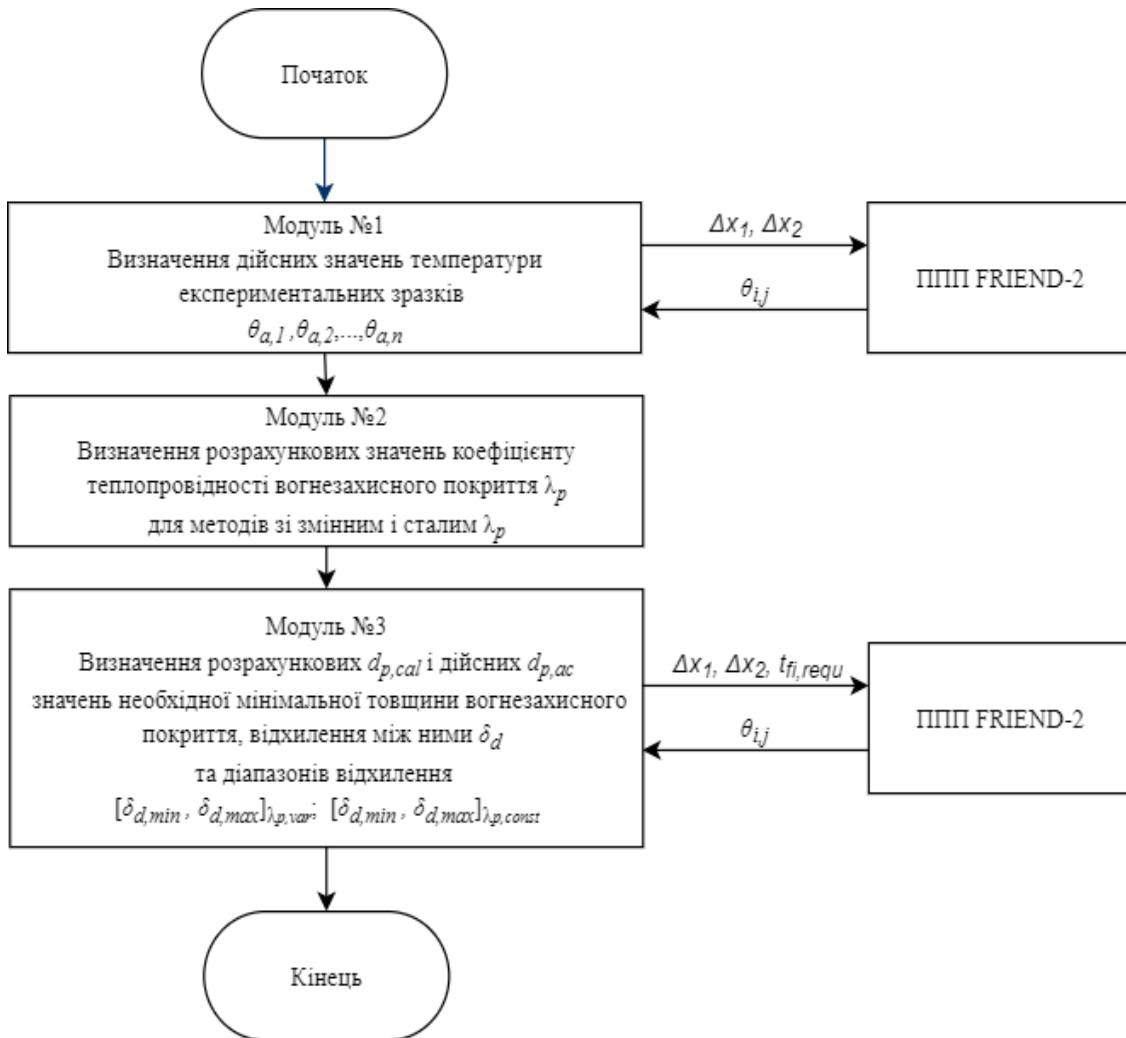 Початок
Модуль №1
Визначення дійсних значень температури
експериментальних зразків
θa,1 ,θa,2,...,θa,n
Δx1, Δx2
θi,j
ППП FRIEND-2
Модуль №2
Визначення розрахункових значень коефіцієнту
теплопровідності вогнезахисного покриття λp
для методів зі змінним і сталим λp
Модуль №3
Визначення розрахункових dp,cal і дійсних dp,ac
значень необхідної мінімальної товщини вогнезахисного
покриття, відхилення між ними δd
та діапазонів відхилення
[δd,min , δd,max]λp,var; [δd,min , δd,max]λp,const
Δx1, Δx2, tfi,requ
θi,j
ППП FRIEND-2
Кінець